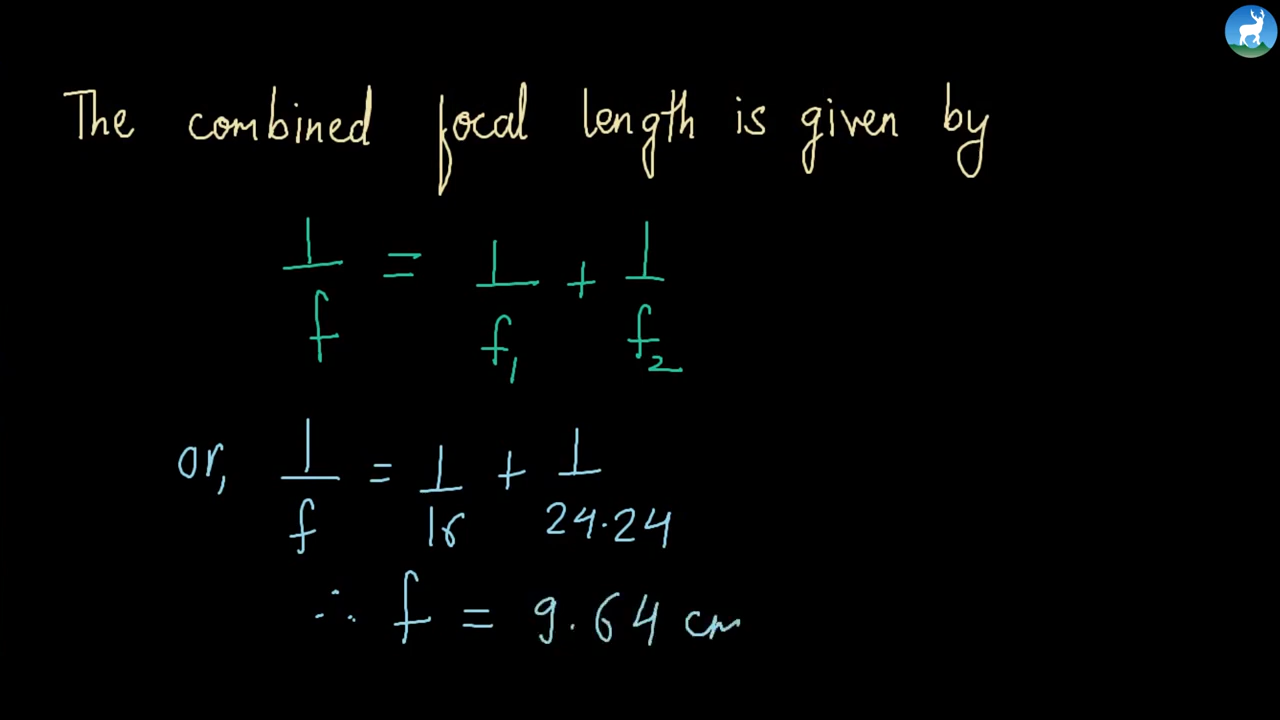 The combined focal length is given by
1/f = 1/f₁ + 1/f₂
or, 1/f = 1/16 + 1/24.24
∴ f = 9.64 cm